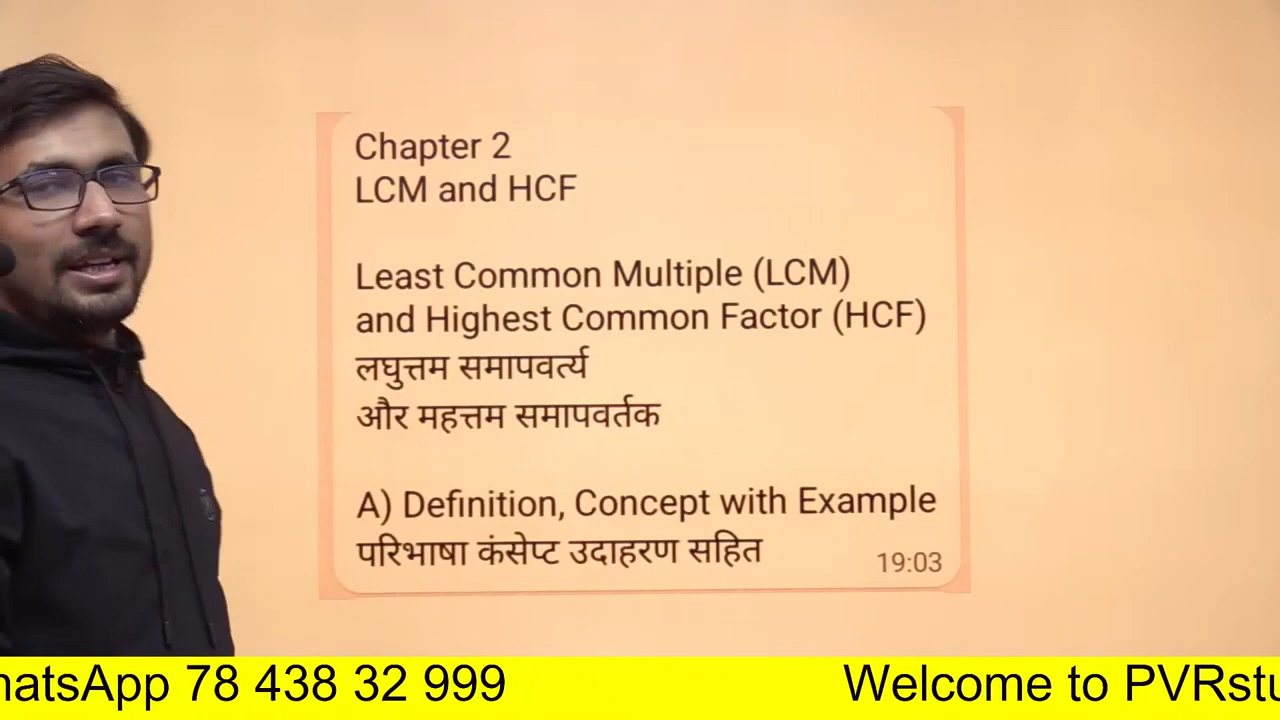 Chapter 2
LCM and HCF
Least Common Multiple (LCM)
and Highest Common Factor (HCF)
लघुत्तम समापवर्त्य
और महत्तम समापवर्तक
A) Definition, Concept with Example
परिभाषा कंसेप्ट उदाहरण सहित
19:03
hatsApp 78 438 32 999
Welcome to PVRstu